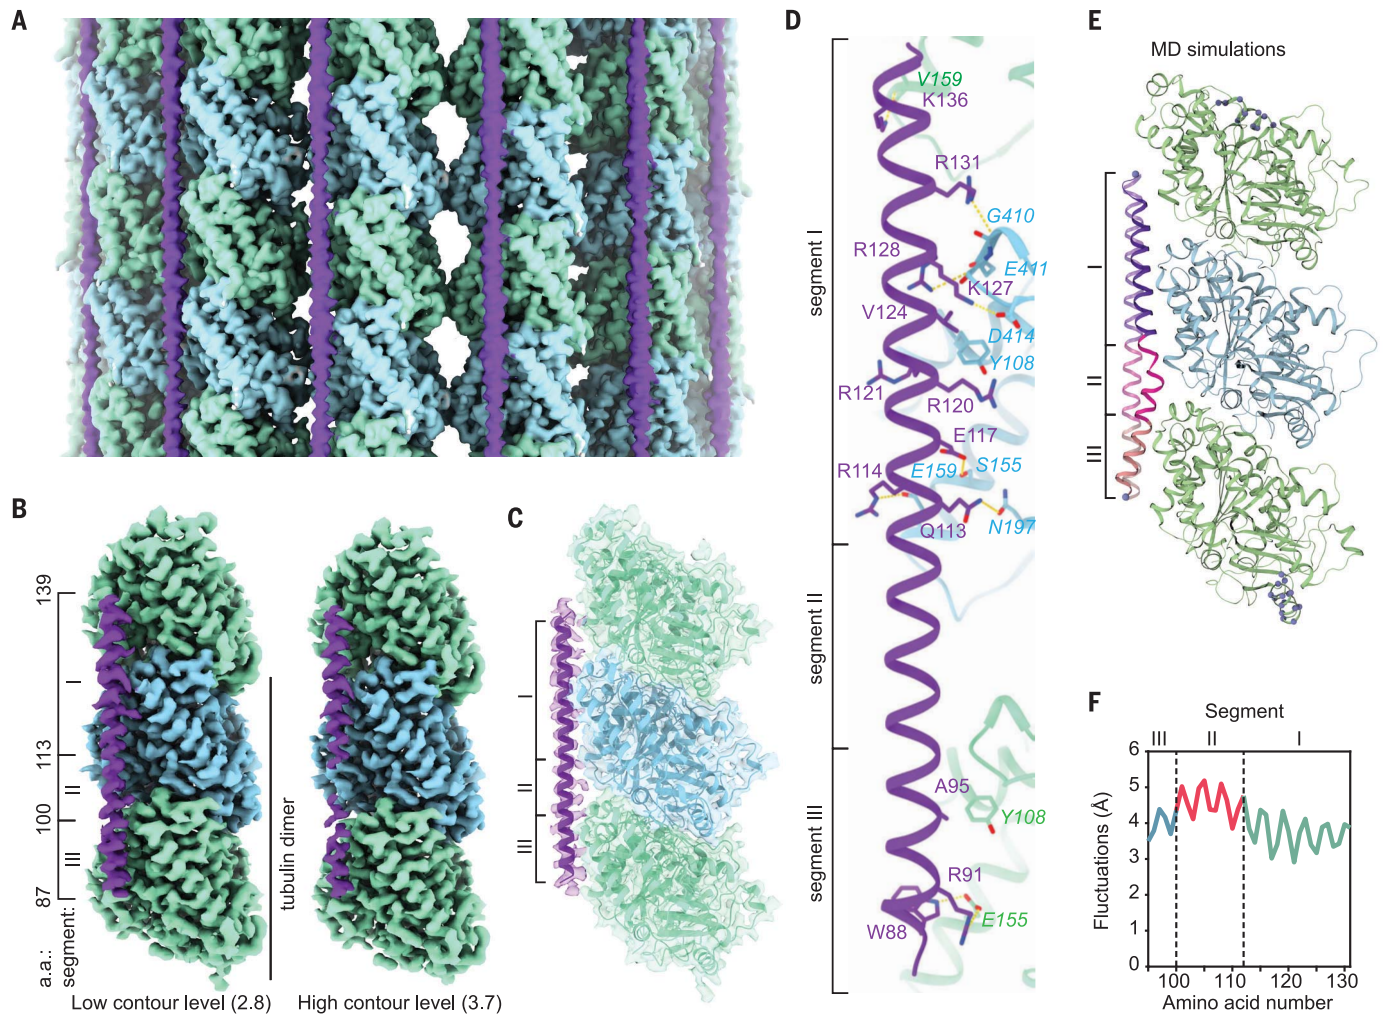 A
B
139
I
113
II
100
III
87
a.a.:
segment:
tubulin dimer
Low contour level (2.8)
High contour level (3.7)
C
I
II
III
D
segment I
segment II
segment III
V159
K136
R131
G410
R128
E411
K127
V124
D414
Y108
R121
R120
E117
R114
E159
S155
Q113
N197
A95
Y108
R91
W88
E155
E
MD simulations
I
II
III
F
Segment
III II I
Fluctuations (Å)
6
5
4
3
2
1
0
100 110 120 130
Amino acid number